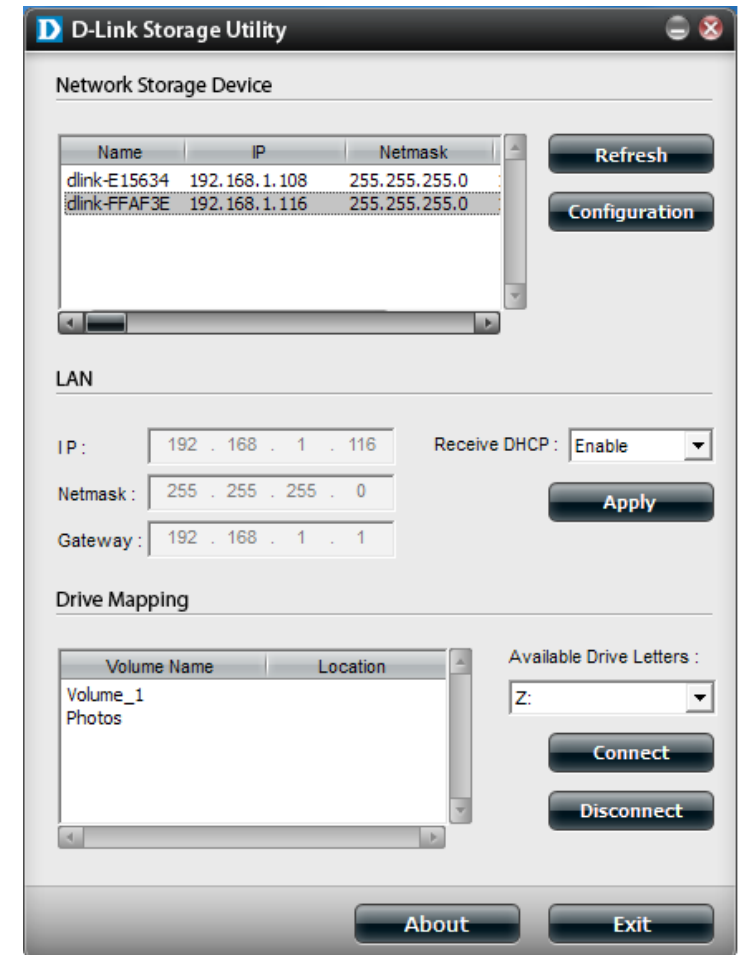 D-Link Storage Utility
Network Storage Device
Name IP Netmask
dlink-E15634 192.168.1.108 255.255.255.0
dlink-FFAF3E 192.168.1.116 255.255.255.0
Refresh
Configuration
LAN
IP : 192 . 168 . 1 . 116
Receive DHCP : Enable
Netmask : 255 . 255 . 255 . 0
Apply
Gateway : 192 . 168 . 1 . 1
Drive Mapping
Volume Name Location
Volume_1
Photos
Available Drive Letters :
Z:
Connect
Disconnect
About Exit